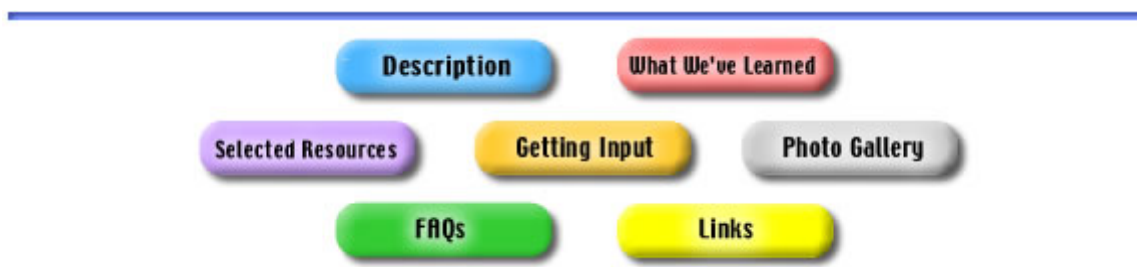 Description What We've Learned
Selected Resources Getting Input Photo Gallery
FAQs Links